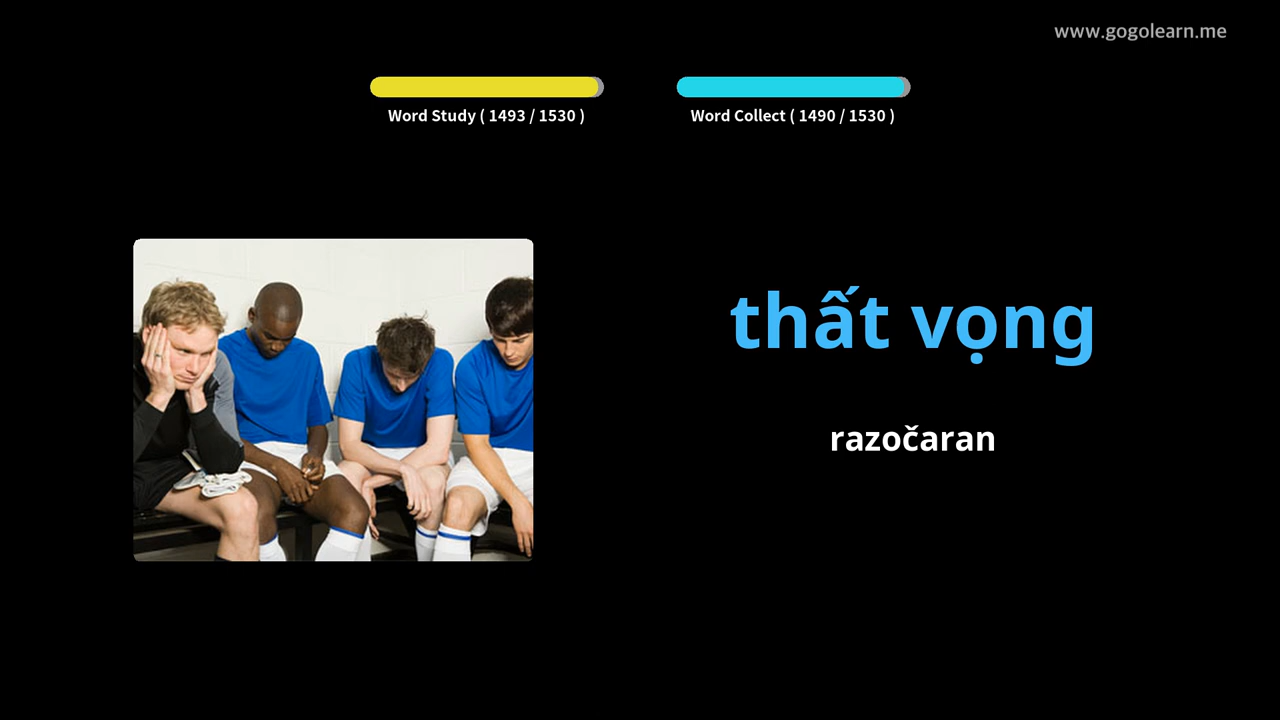 www.gogolearn.me
Word Study ( 1493 / 1530 )
Word Collect ( 1490 / 1530 )
thất vọng
razočaran